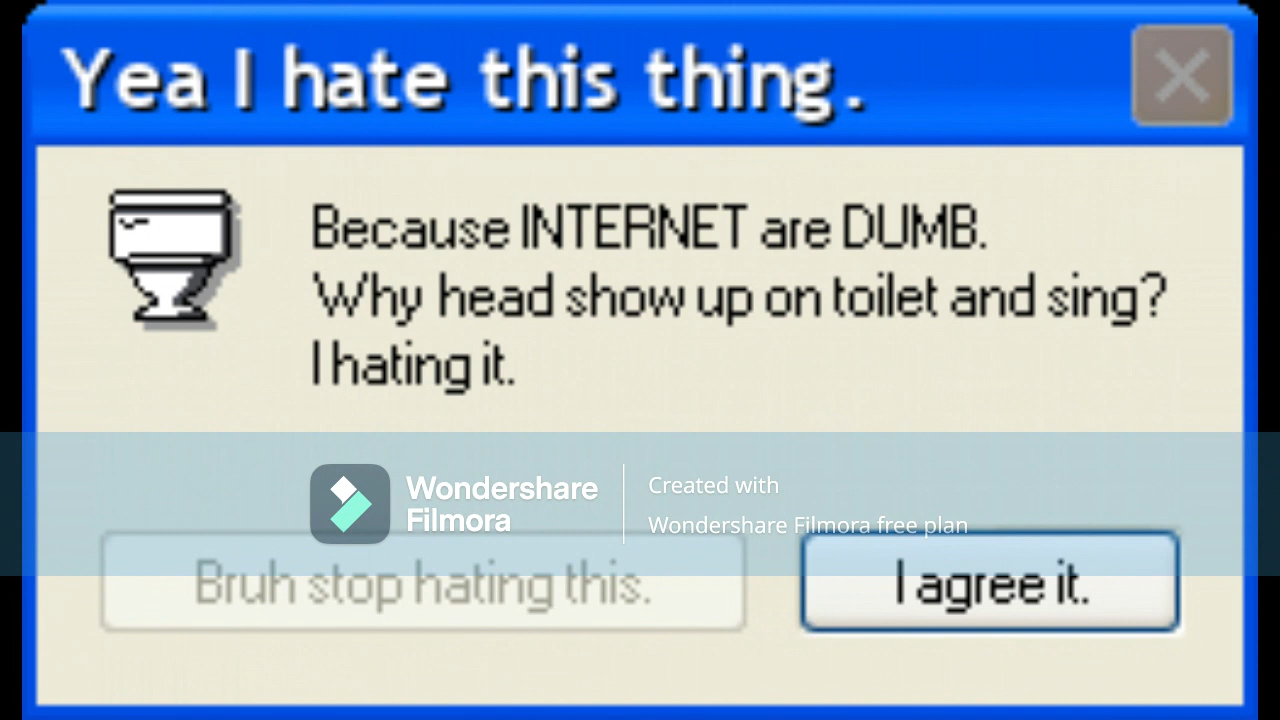 Yea I hate this thing.
Because INTERNET are DUMB.
Why head show up on toilet and sing?
I hating it.
Wondershare
Filmora
Created with
Wondershare Filmora free plan
Bruh stop hating this.
I agree it.